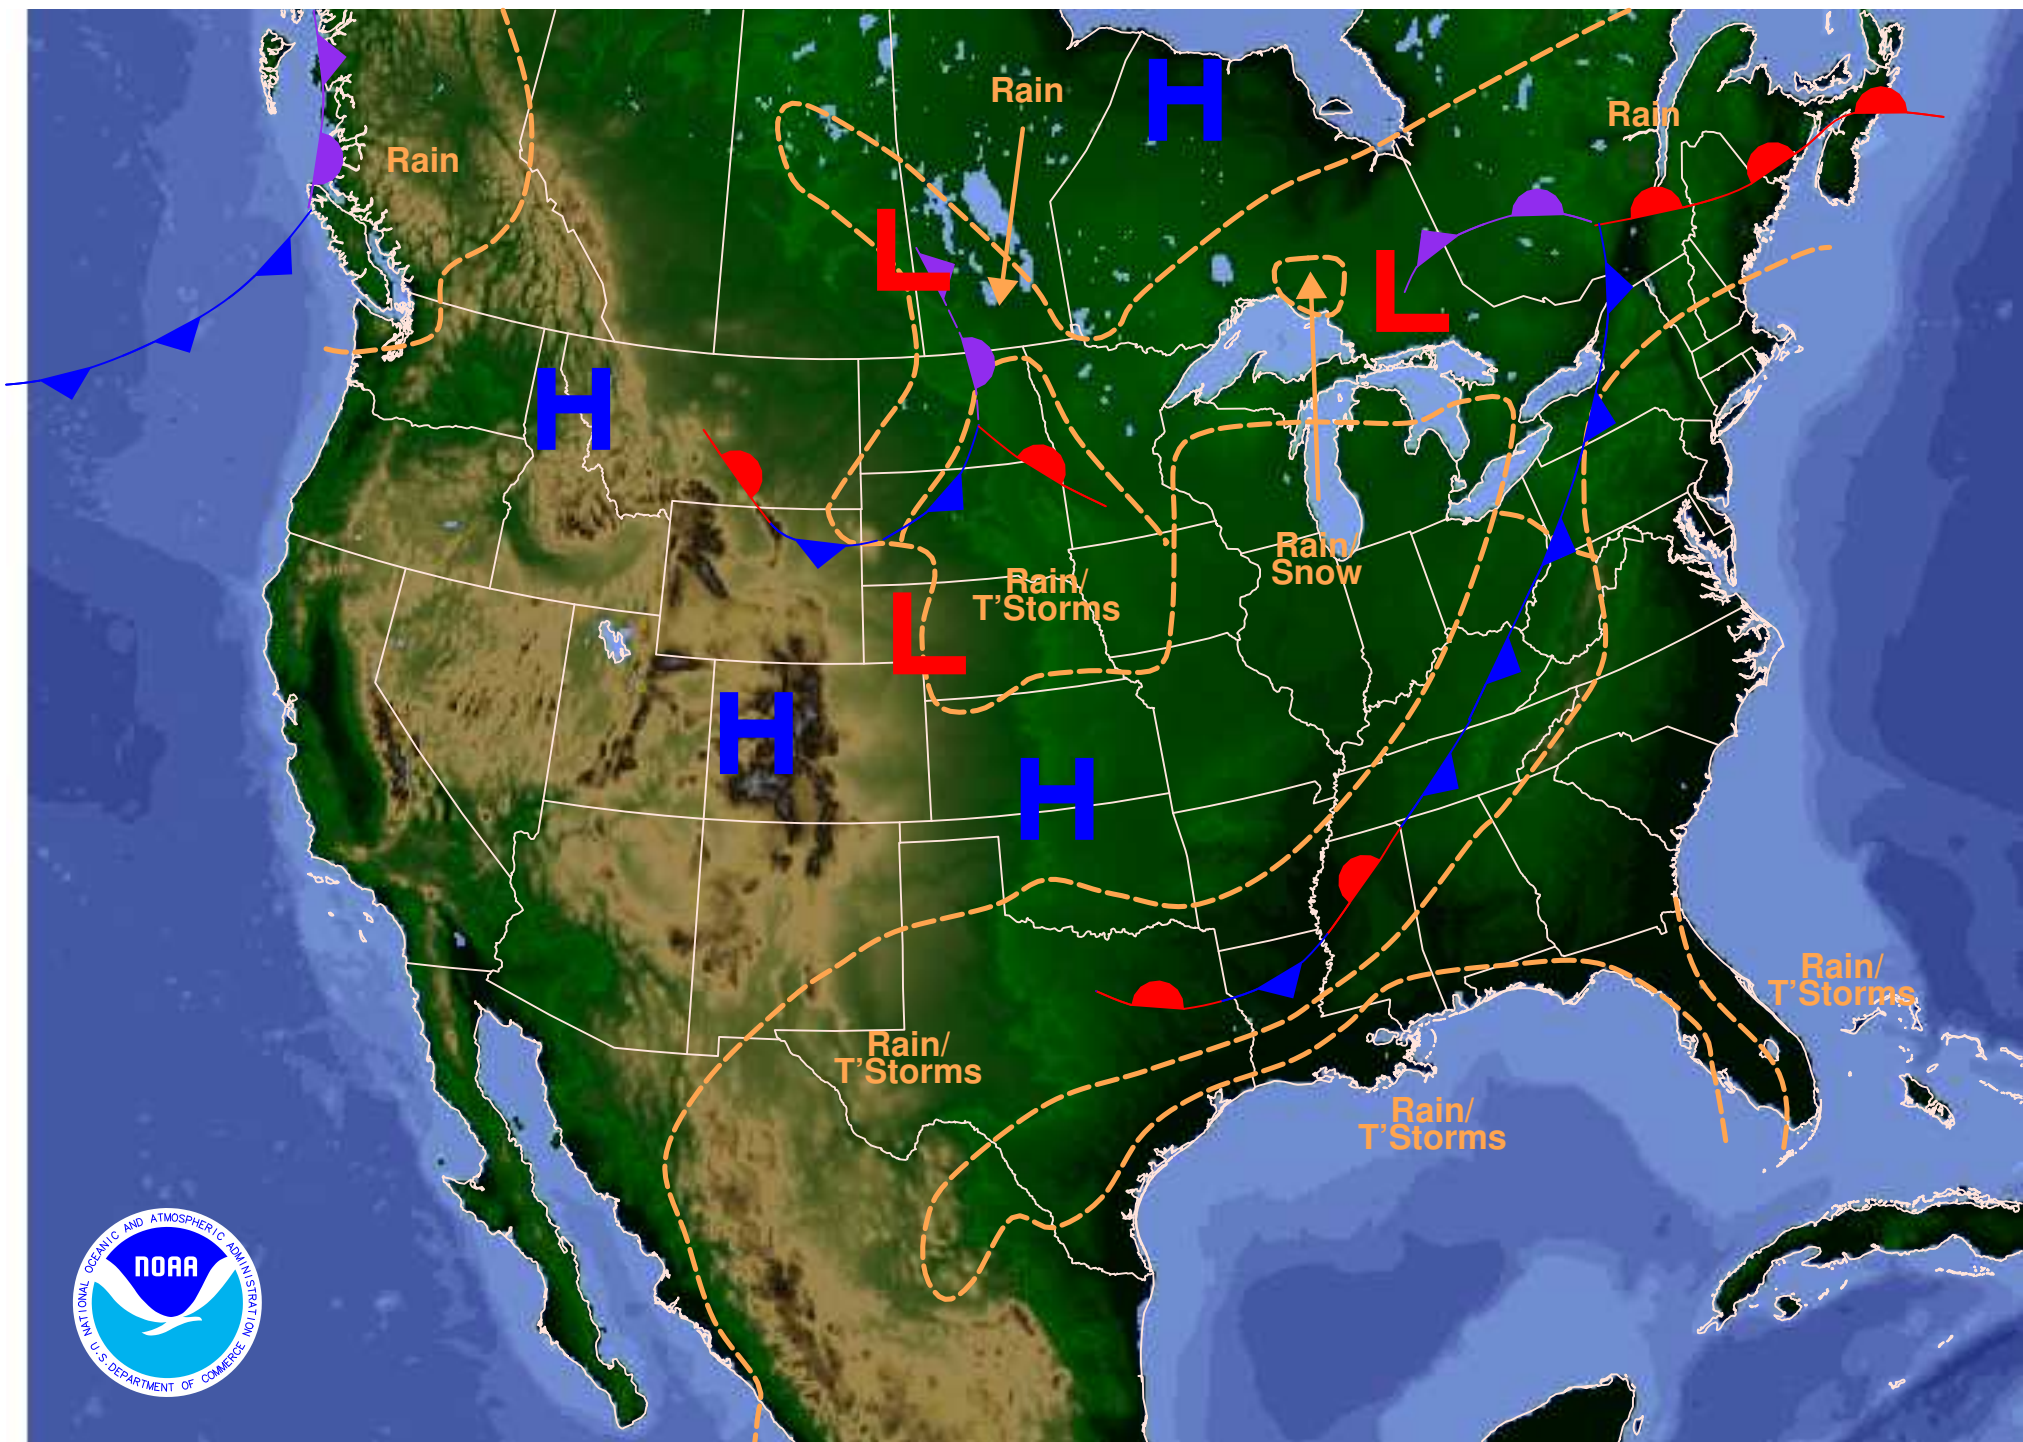 H
Rain
Rain
Rain
L
L
H
Rain/
Snow
Rain/
T'Storms
L
H
H
Rain/
T'Storms
Rain/
T'Storms
Rain/
T'Storms
NATIONAL OCEANIC AND ATMOSPHERIC ADMINISTRATION
NOAA
U.S. DEPARTMENT OF COMMERCE